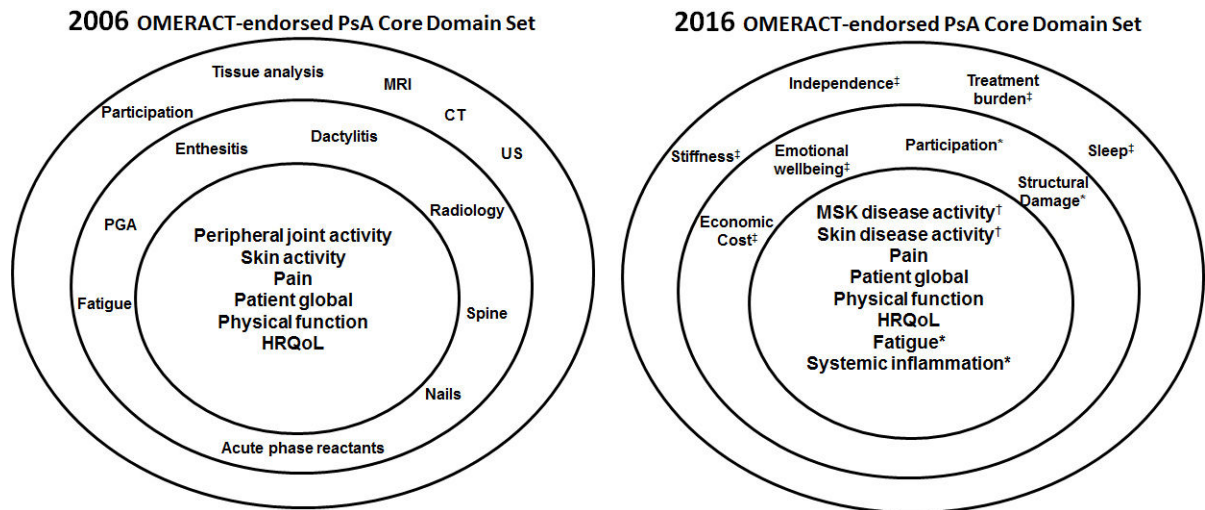 2006 OMERACT-endorsed PsA Core Domain Set
Tissue analysis
MRI
Participation
CT
US
Dactylitis
Enthesitis
Radiology
PGA
Fatigue
Spine
Nails
Acute phase reactants
Peripheral joint activity
Skin activity
Pain
Patient global
Physical function
HRQoL
2016 OMERACT-endorsed PsA Core Domain Set
Independence‡
Treatment
burden‡
Stiffness‡
Sleep‡
Emotional
wellbeing‡
Participation*
Structural
Damage*
Economic
Cost‡
MSK disease activity†
Skin disease activity†
Pain
Patient global
Physical function
HRQoL
Fatigue*
Systemic inflammation*